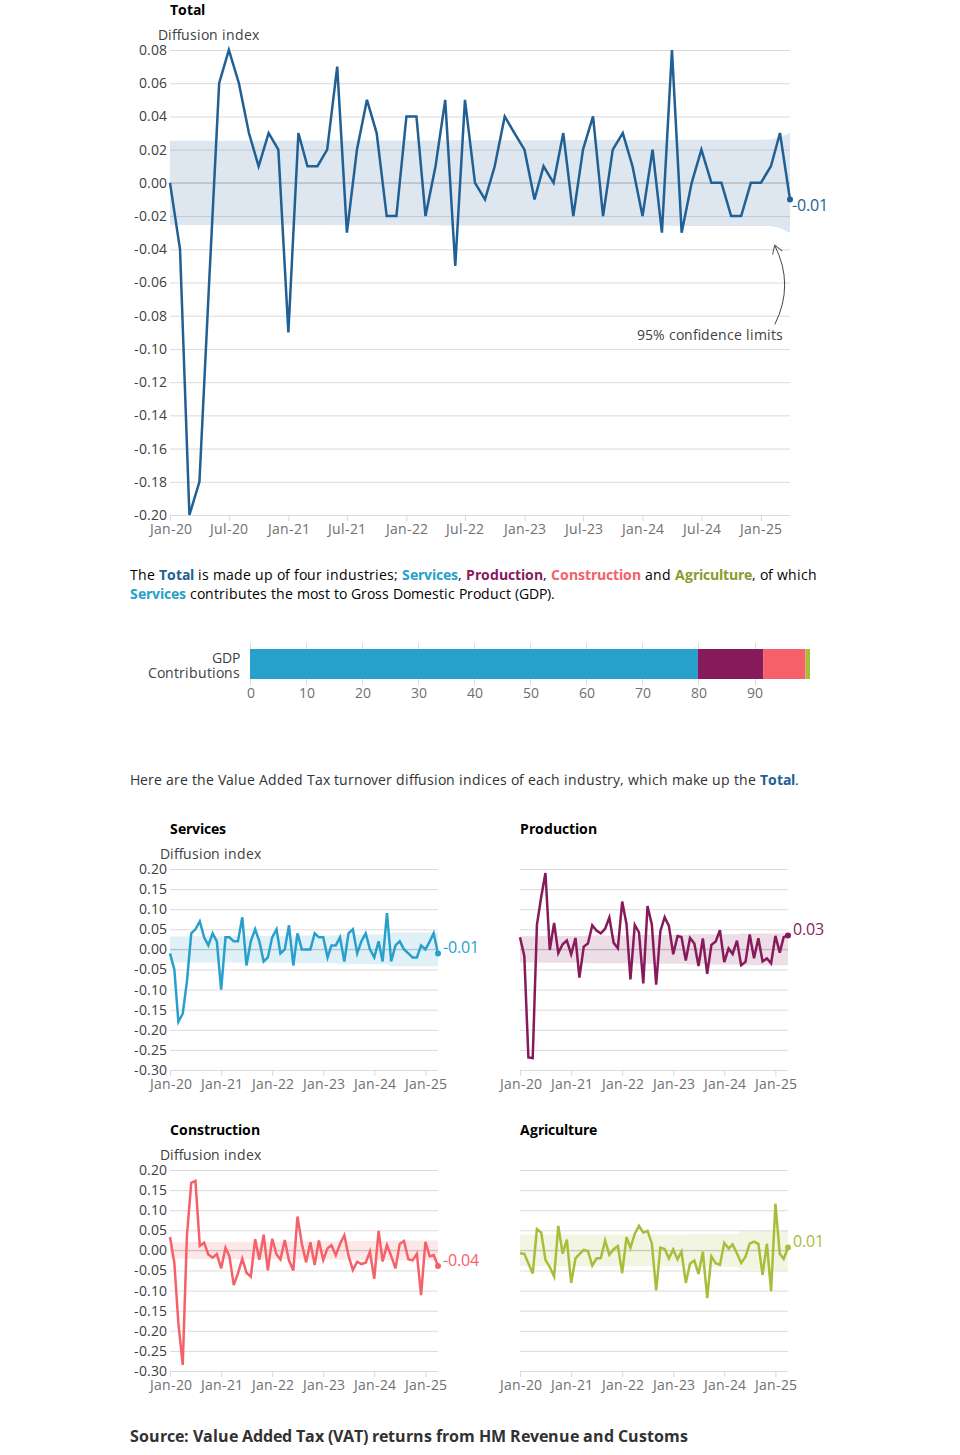 Total
Diffusion index
0.08
0.06
0.04
0.02
0.00
-0.02
-0.04
-0.06
-0.08
-0.10
-0.12
-0.14
-0.16
-0.18
-0.20
-0.01
95% confidence limits
Jan-20 Jul-20 Jan-21 Jul-21 Jan-22 Jul-22 Jan-23 Jul-23 Jan-24 Jul-24 Jan-25
The Total is made up of four industries; Services, Production, Construction and Agriculture, of which
Services contributes the most to Gross Domestic Product (GDP).
GDP
Contributions
0 10 20 30 40 50 60 70 80 90
Here are the Value Added Tax turnover diffusion indices of each industry, which make up the Total.
Services
Diffusion index
0.20
0.15
0.10
0.05
0.00
-0.05
-0.10
-0.15
-0.20
-0.25
-0.30
-0.01
Jan-20 Jan-21 Jan-22 Jan-23 Jan-24 Jan-25
Production
0.03
Jan-20 Jan-21 Jan-22 Jan-23 Jan-24 Jan-25
Construction
Diffusion index
0.20
0.15
0.10
0.05
0.00
-0.05
-0.10
-0.15
-0.20
-0.25
-0.30
-0.04
Jan-20 Jan-21 Jan-22 Jan-23 Jan-24 Jan-25
Agriculture
0.01
Jan-20 Jan-21 Jan-22 Jan-23 Jan-24 Jan-25
Source: Value Added Tax (VAT) returns from HM Revenue and Customs